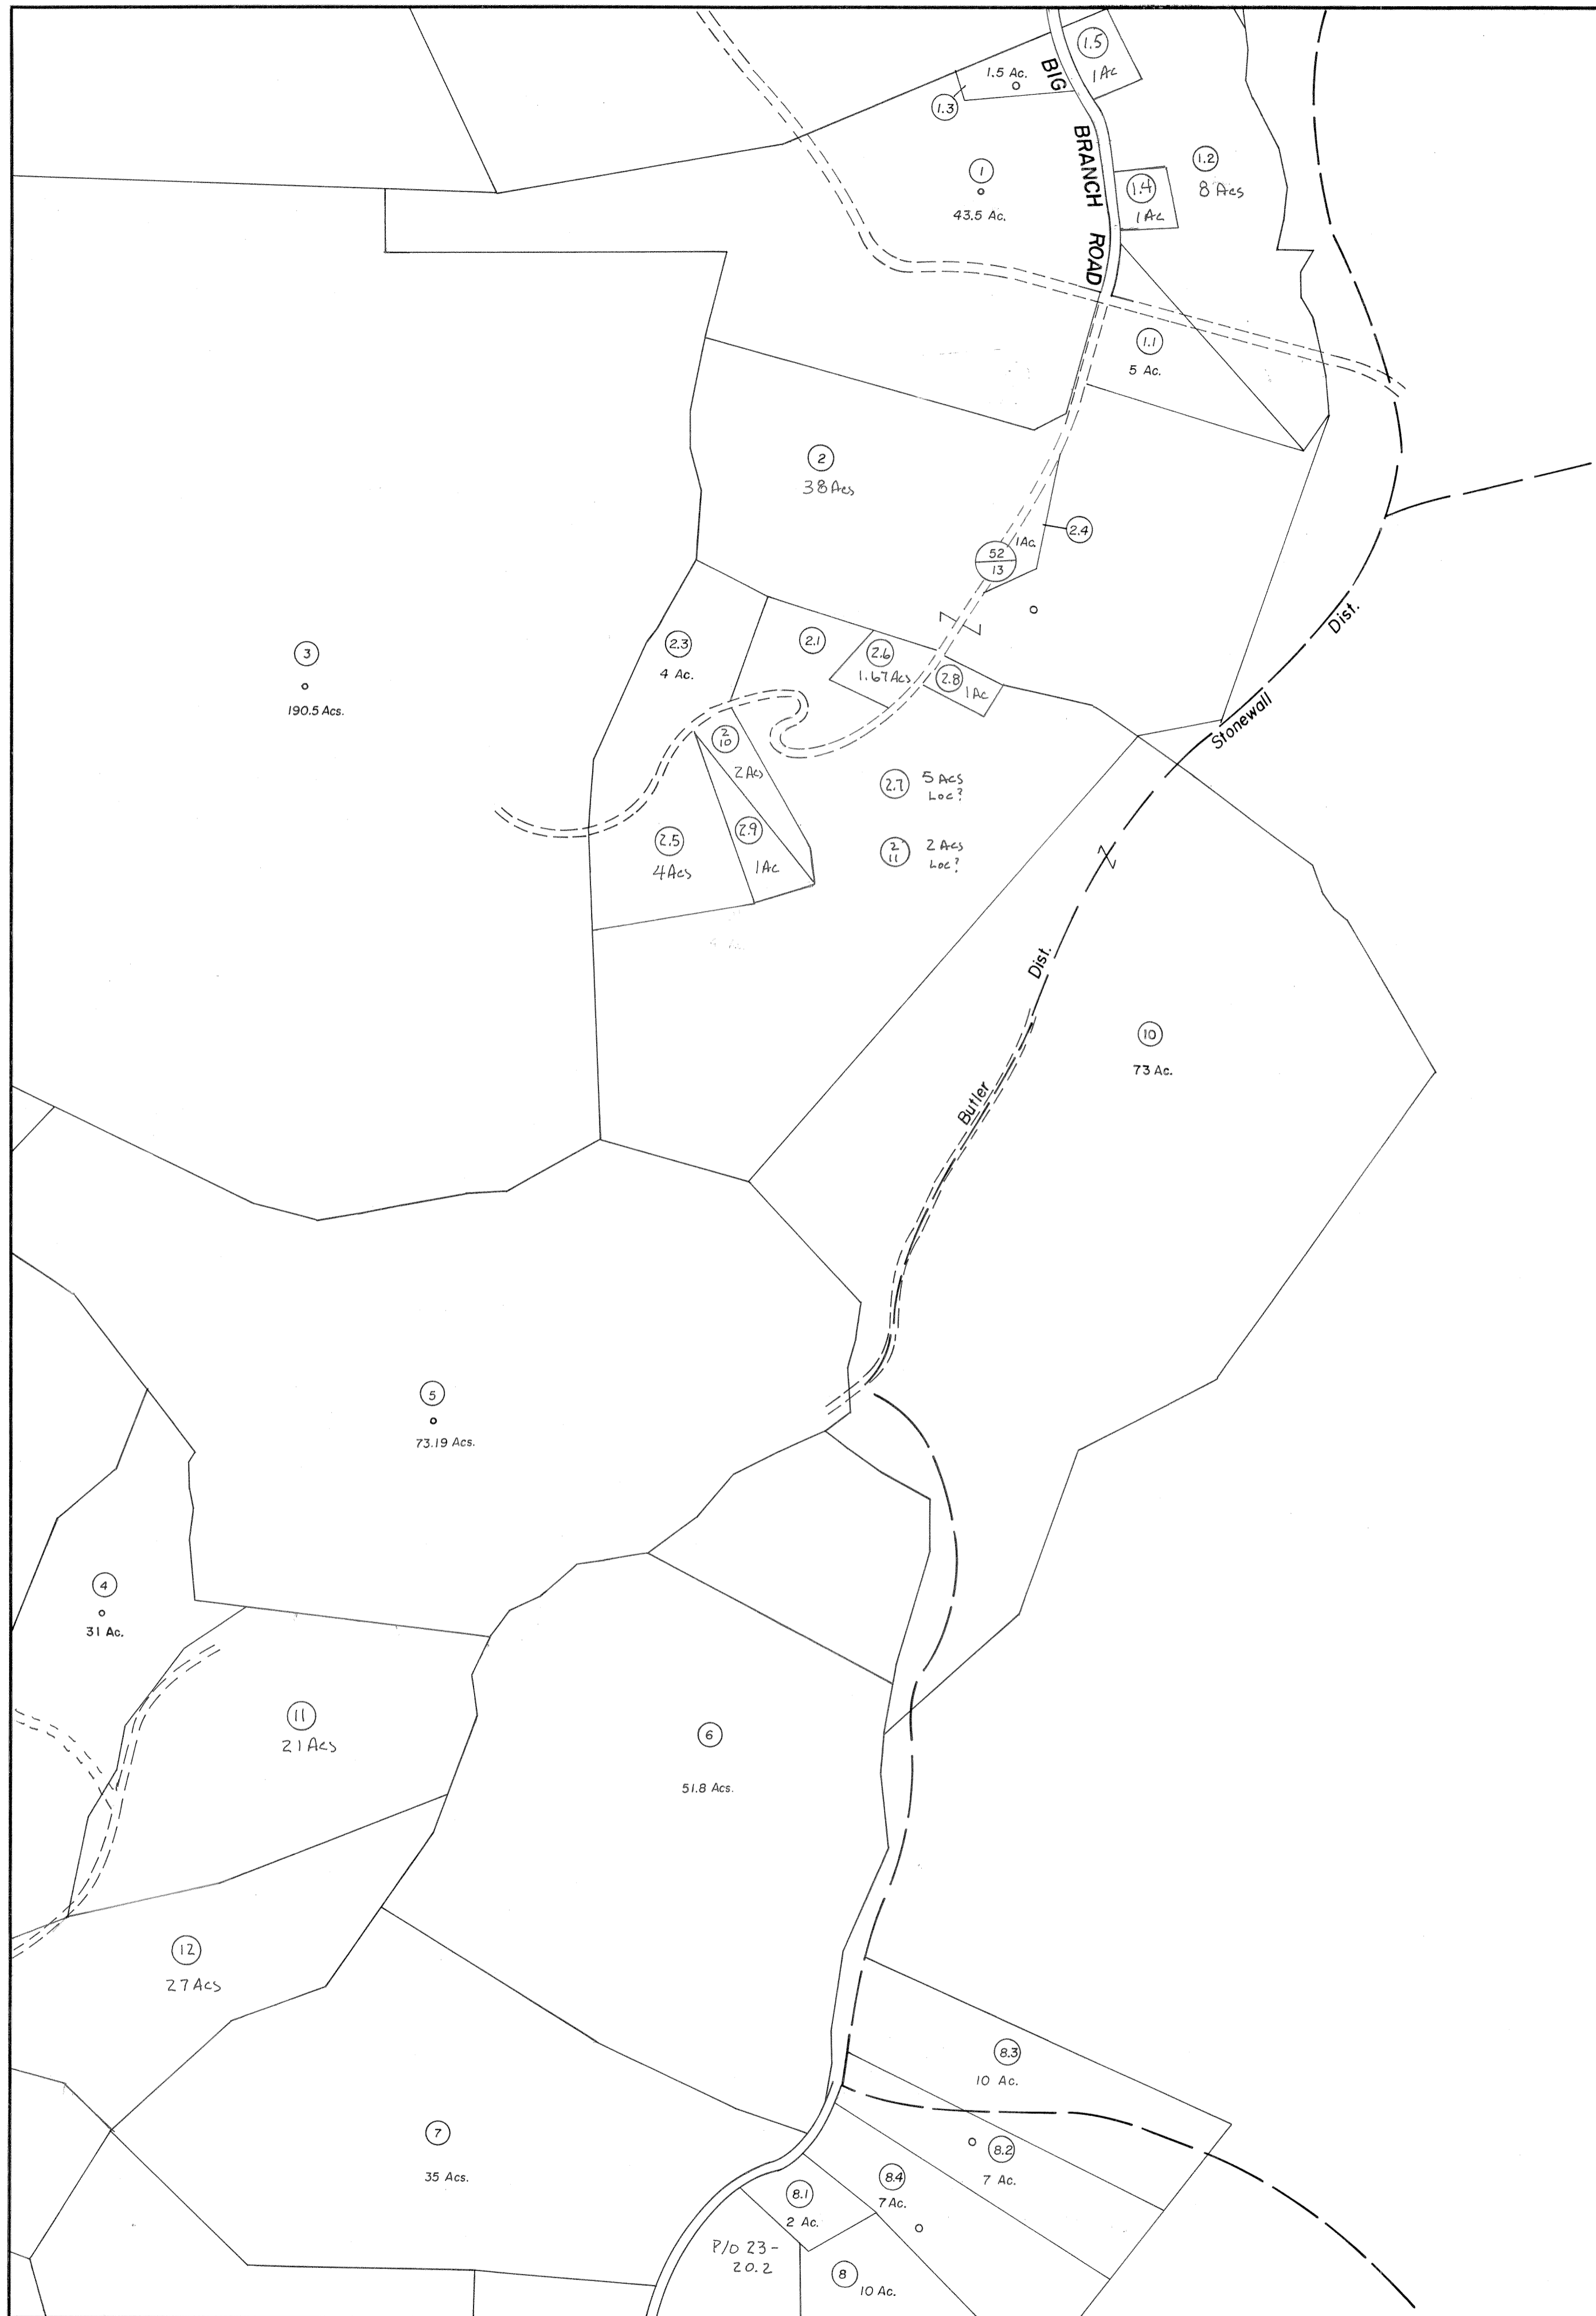 1.5
1 Ac
1.5 Ac.
1.3
BIG BRANCH ROAD
1
43.5 Ac.
1.2
8 Acs
1.4
1 Ac
1.1
5 Ac.
2
38 Acs
2.4
1 Ac.
52
13
Dist.
Stonewall
3
190.5 Acs.
2.3
4 Ac.
2.1
2.6
1.67 Acs
2.8
1 Ac
2
10
2 Acs
2.7
5 Acs
Loc?
2.5
4 Acs
2.9
1 Ac
2
11
2 Acs
Loc?
Dist.
Butler
10
73 Ac.
5
73.19 Acs.
4
31 Ac.
11
21 Acs
6
51.8 Acs.
12
27 Acs
8.3
10 Ac.
7
35 Acs.
8.2
7 Ac.
8.4
7 Ac.
8.1
2 Ac.
P/O 23-
20.2
8
10 Ac.